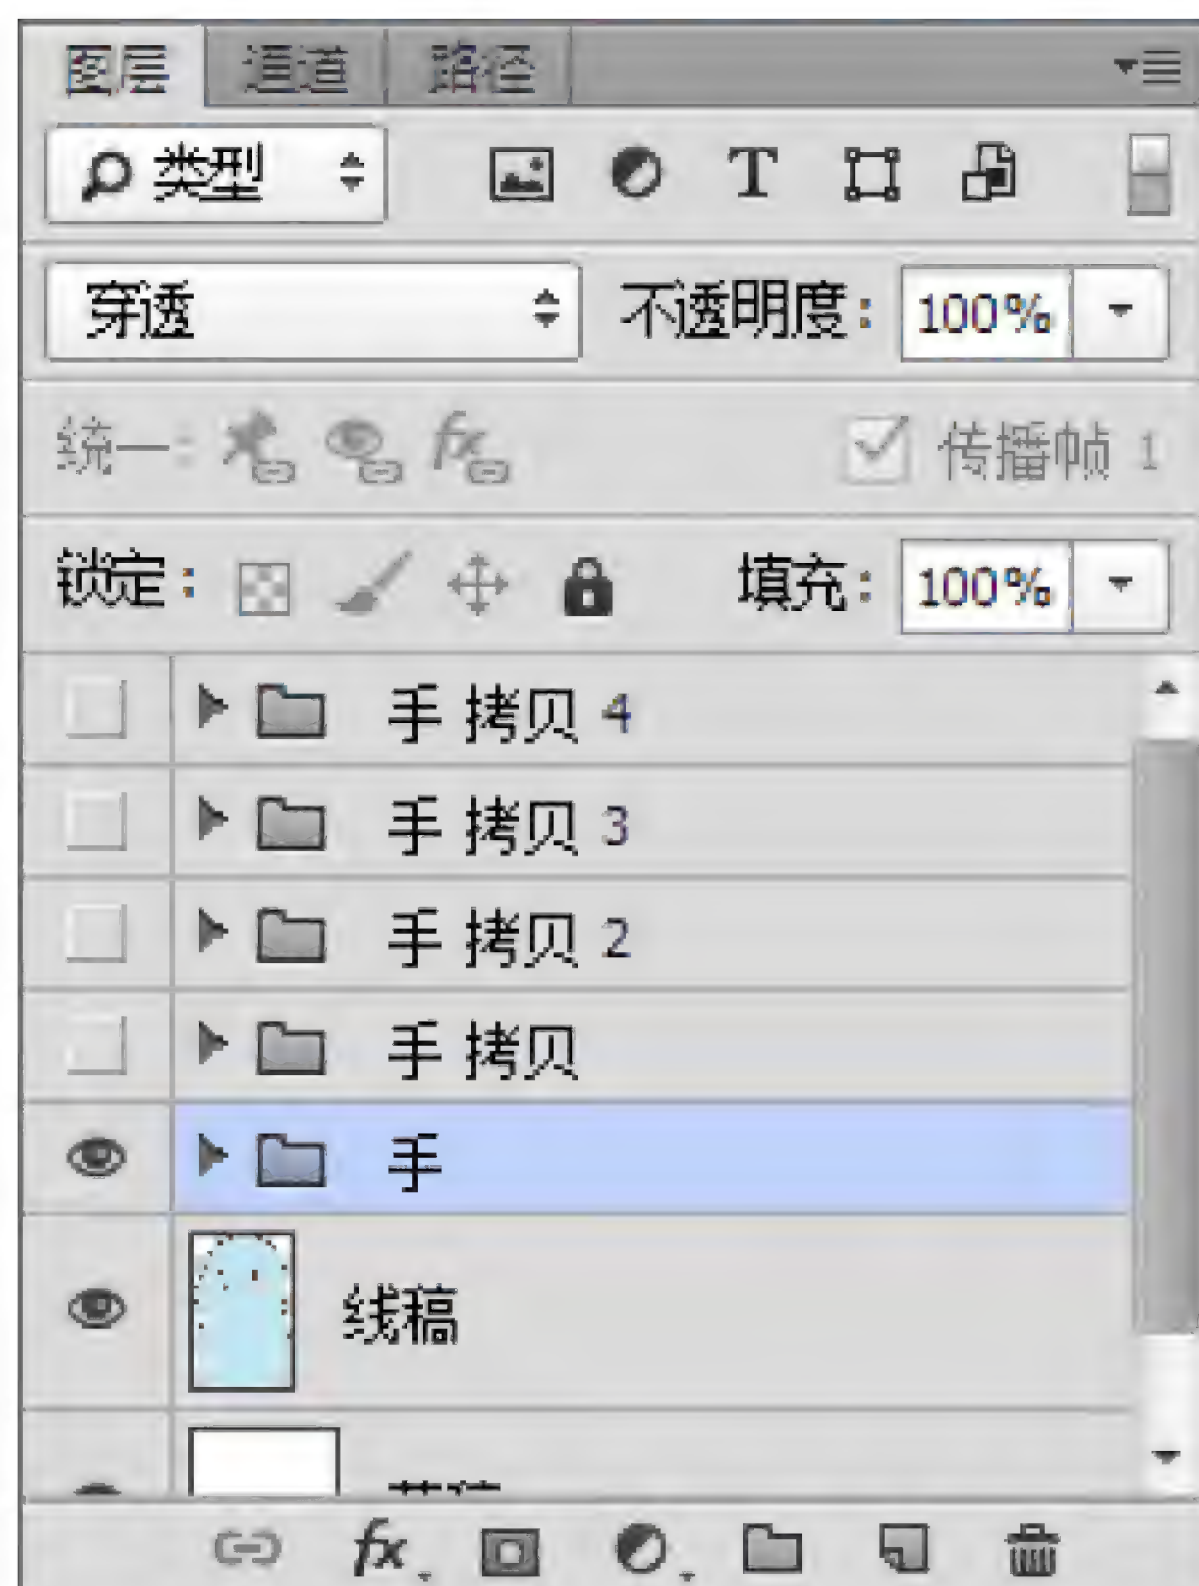 图层 通道 路径
类型
穿透 不透明度: 100%
统一: 传播帧 1
锁定: 填充: 100%
手 拷贝 4
手 拷贝 3
手 拷贝 2
手 拷贝
手
线稿
fx